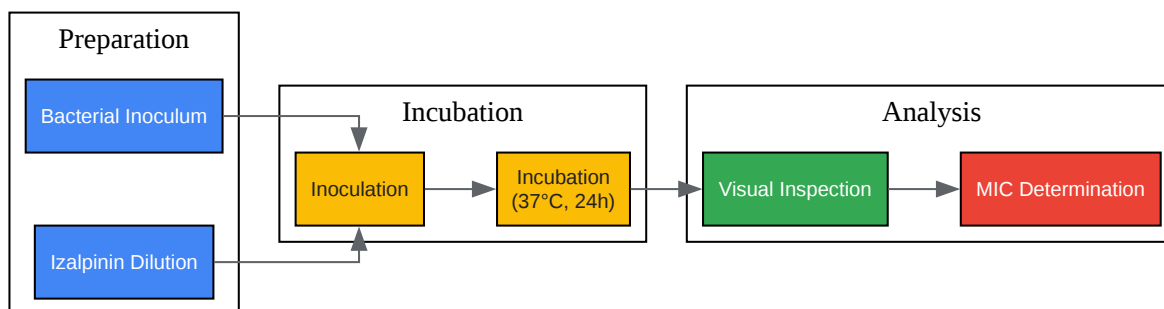 Preparation
Bacterial Inoculum
Izalpinin Dilution
Incubation
Inoculation
Incubation
(37°C, 24h)
Analysis
Visual Inspection
MIC Determination